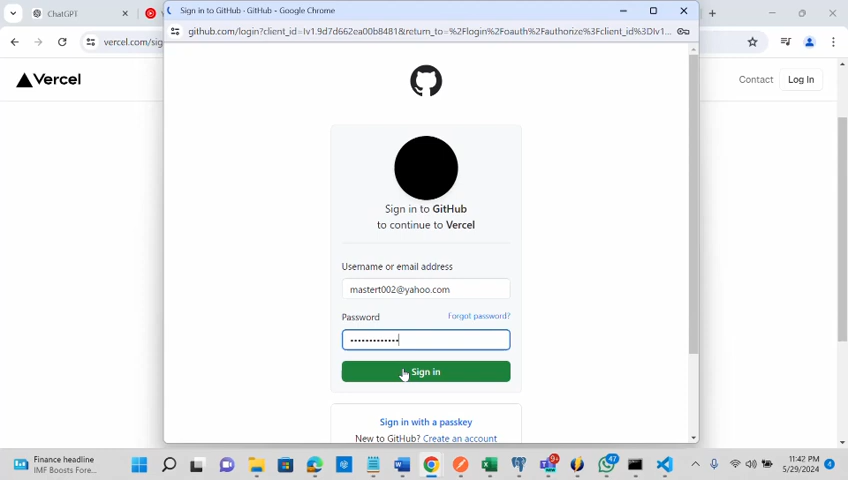 Sign in to GitHub · GitHub - Google Chrome
ChatGPT
github.com/login?client_id=Iv1.9d7d662ea00b8481&return_to=%2Flogin%2Foauth%2Fauthorize%3Fclient_id%3DIv1...
vercel.com/sig
Vercel
Contact
Log In
Sign in to GitHub
to continue to Vercel
Username or email address
mastert002@yahoo.com
Password
Forgot password?
•••••••••••••
Sign in
Sign in with a passkey
New to GitHub? Create an account
Finance headline
IMF Boosts Fore...
9+
47
11:42 PM
5/29/2024